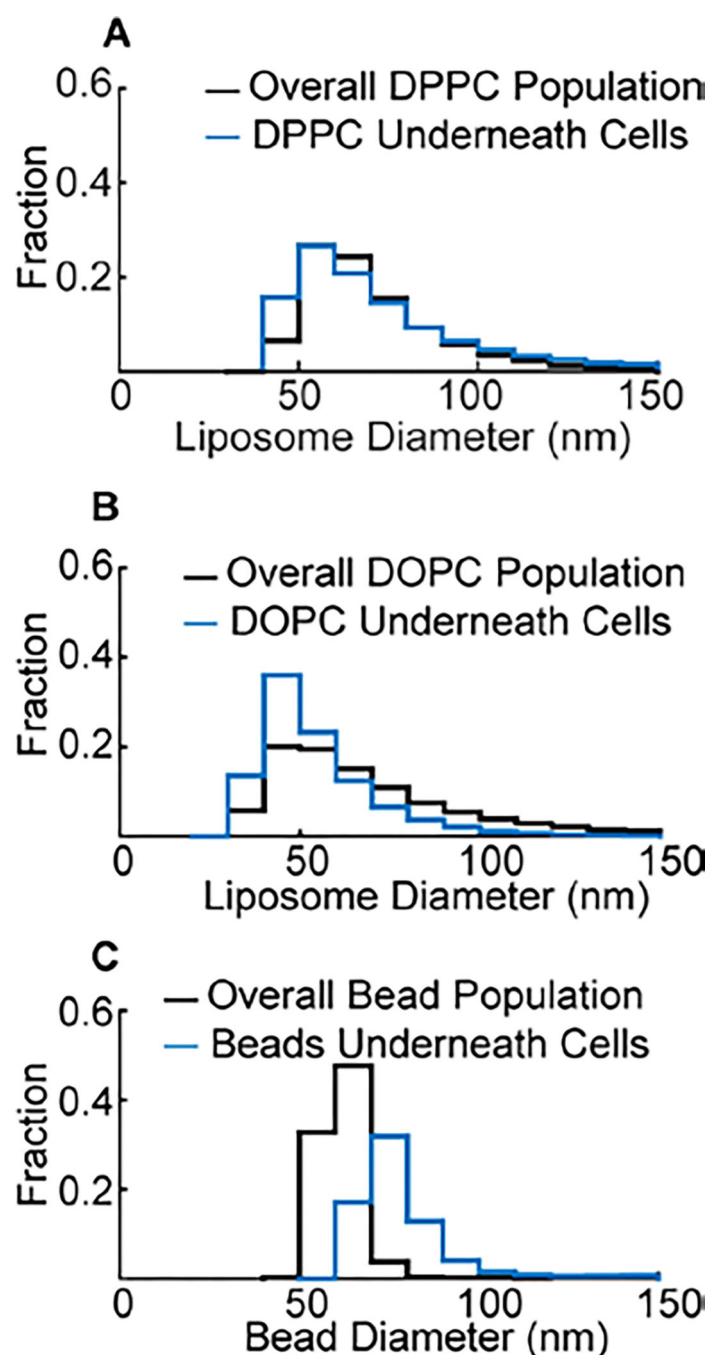 A
0.6
Overall DPPC Population
DPPC Underneath Cells
0.4
0.2
Fraction
0 50 100 150
Liposome Diameter (nm)
B
0.6
Overall DOPC Population
DOPC Underneath Cells
0.4
0.2
Fraction
0 50 100 150
Liposome Diameter (nm)
C
0.6
Overall Bead Population
Beads Underneath Cells
0.4
0.2
Fraction
0 50 100 150
Bead Diameter (nm)